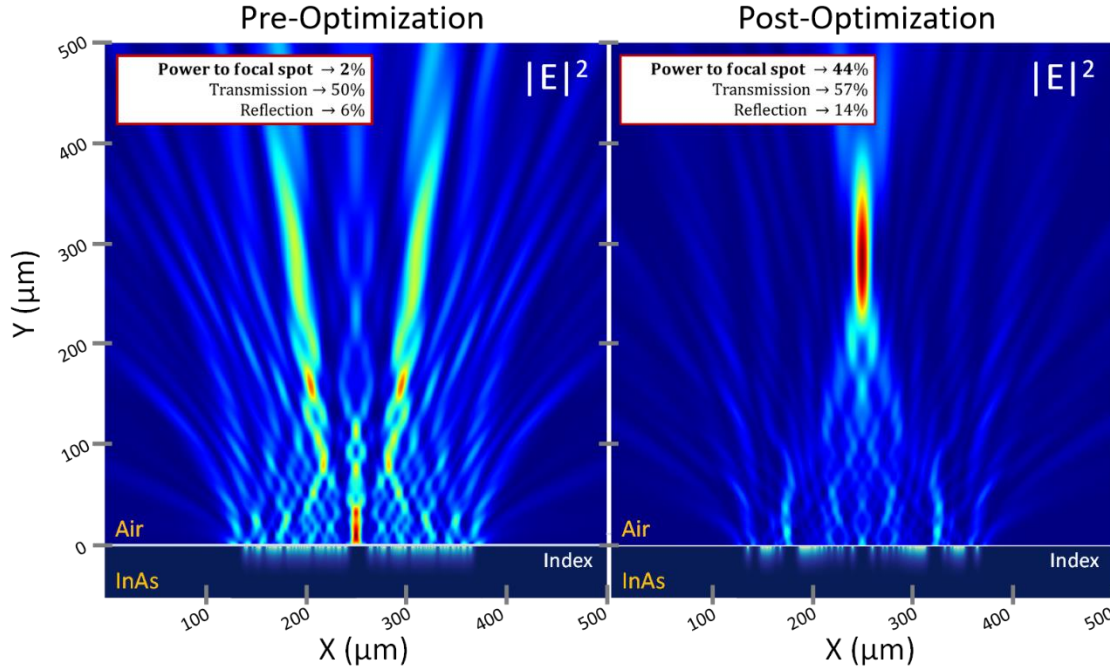 Pre-Optimization
Post-Optimization
500
400
300
200
100
0
Y (μm)
Power to focal spot → 2%
Transmission → 50%
Reflection → 6%
|E|²
Air
InAs
Index
100
200
300
400
500
X (μm)
Power to focal spot → 44%
Transmission → 57%
Reflection → 14%
|E|²
Air
InAs
Index
100
200
300
400
500
X (μm)